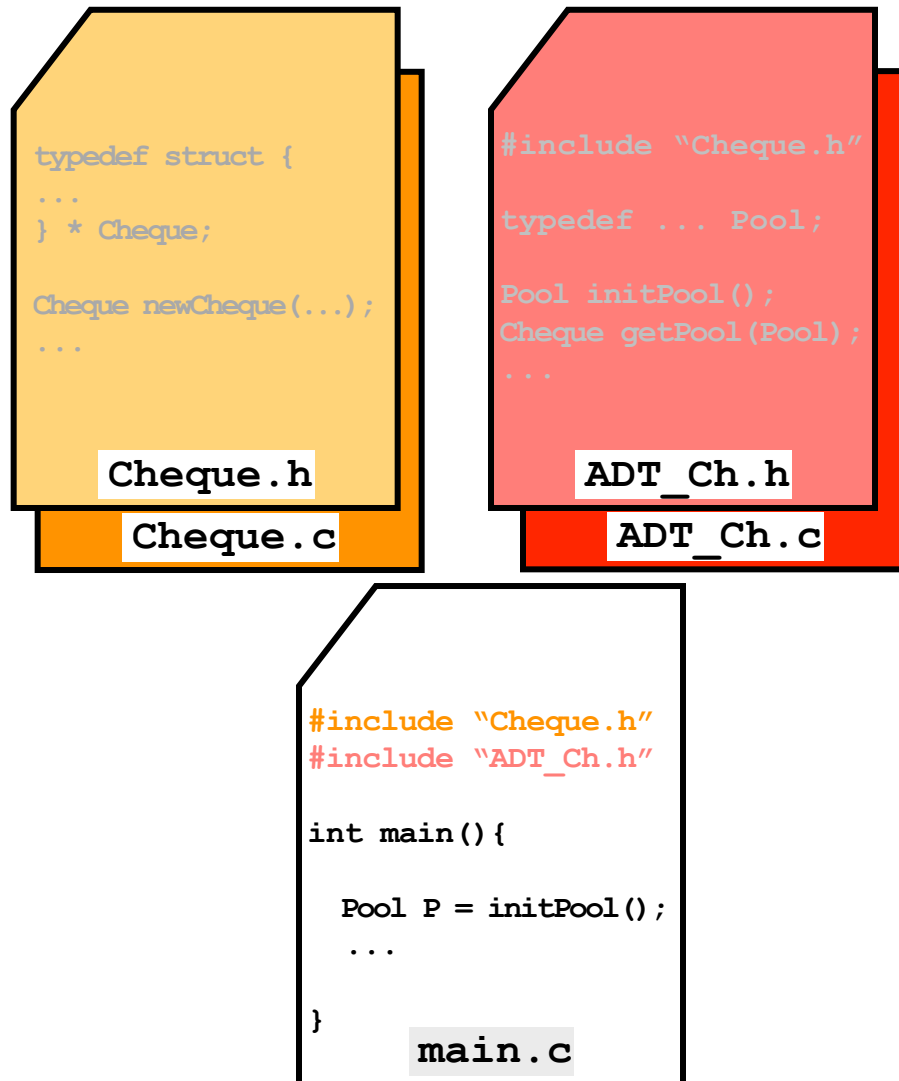 typedef struct {
...
} * Cheque;
Cheque newCheque(...);
...
Cheque.h
Cheque.c
#include “Cheque.h”
typedef ... Pool;
Pool initPool();
Cheque getPool(Pool);
...
ADT_Ch.h
ADT_Ch.c
#include “Cheque.h”
#include “ADT_Ch.h”
int main(){
Pool P = initPool();
...
}
main.c